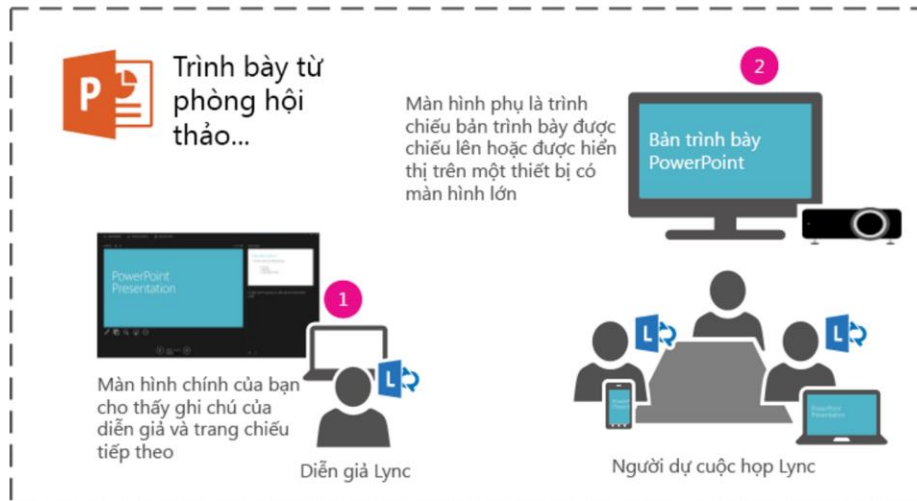 P
Trình bày từ
phòng hội
thảo...
Màn hình phụ là trình
chiếu bản trình bày được
chiếu lên hoặc được hiển
thị trên một thiết bị có
màn hình lớn
2
Bản trình bày
PowerPoint
PowerPoint
Presentation
1
L
Màn hình chính của bạn
cho thấy ghi chú của
diễn giả và trang chiếu
tiếp theo
Diễn giả Lync
L
L
Người dự cuộc họp Lync